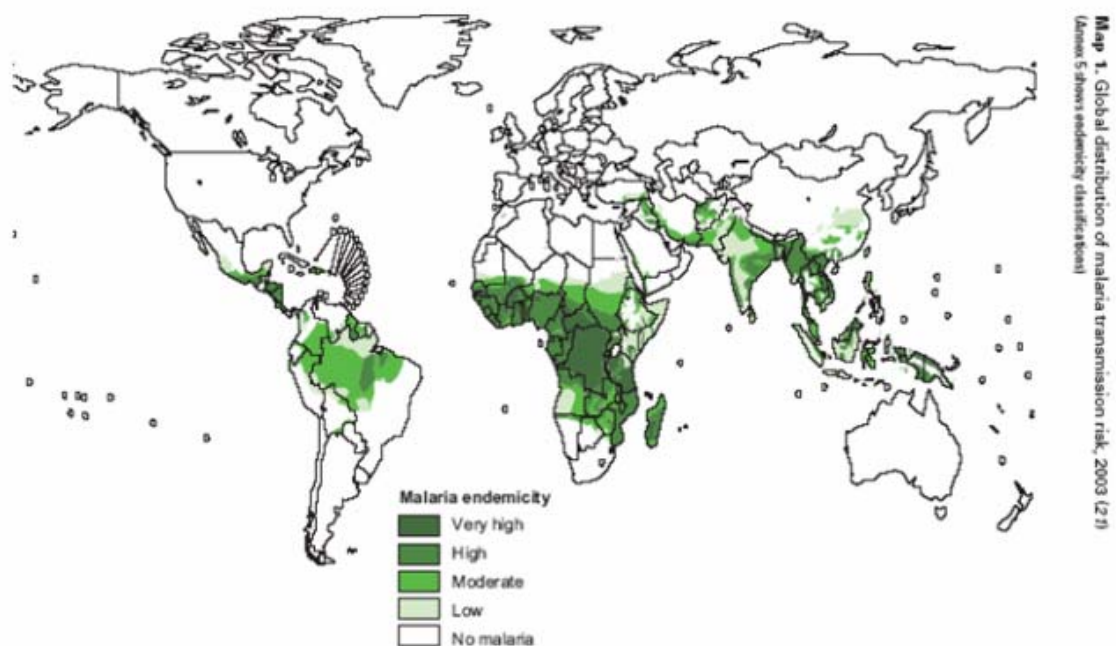 Map 1. Global distribution of malaria transmission risk, 2003 (21)
(Annex 5 shows endemicity classifications)
Malaria endemicity
Very high
High
Moderate
Low
No malaria